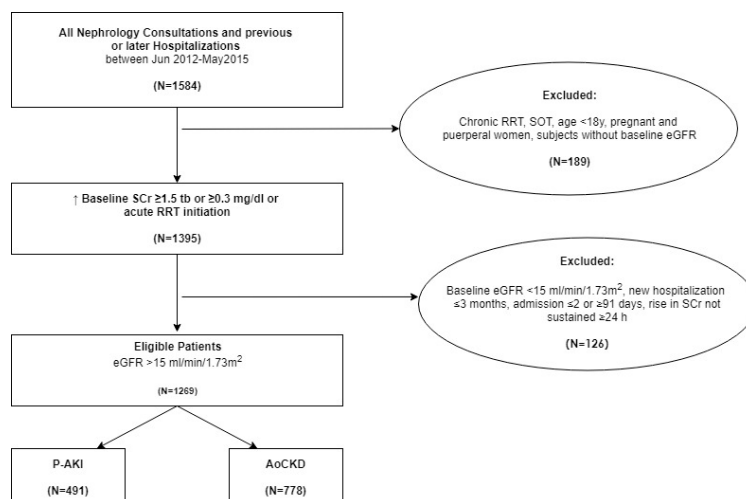 All Nephrology Consultations and previous
or later Hospitalizations
between Jun 2012-May2015
(N=1584)
Excluded:
Chronic RRT, SOT, age <18y, pregnant and
puerperal women, subjects without baseline eGFR
(N=189)
↑ Baseline SCr ≥1.5 tb or ≥0.3 mg/dl or
acute RRT initiation
(N=1395)
Excluded:
Baseline eGFR <15 ml/min/1.73m², new hospitalization
≤3 months, admission ≤2 or ≥91 days, rise in SCr not
sustained ≥24 h
(N=126)
Eligible Patients
eGFR >15 ml/min/1.73m²
(N=1269)
P-AKI
(N=491)
AoCKD
(N=778)